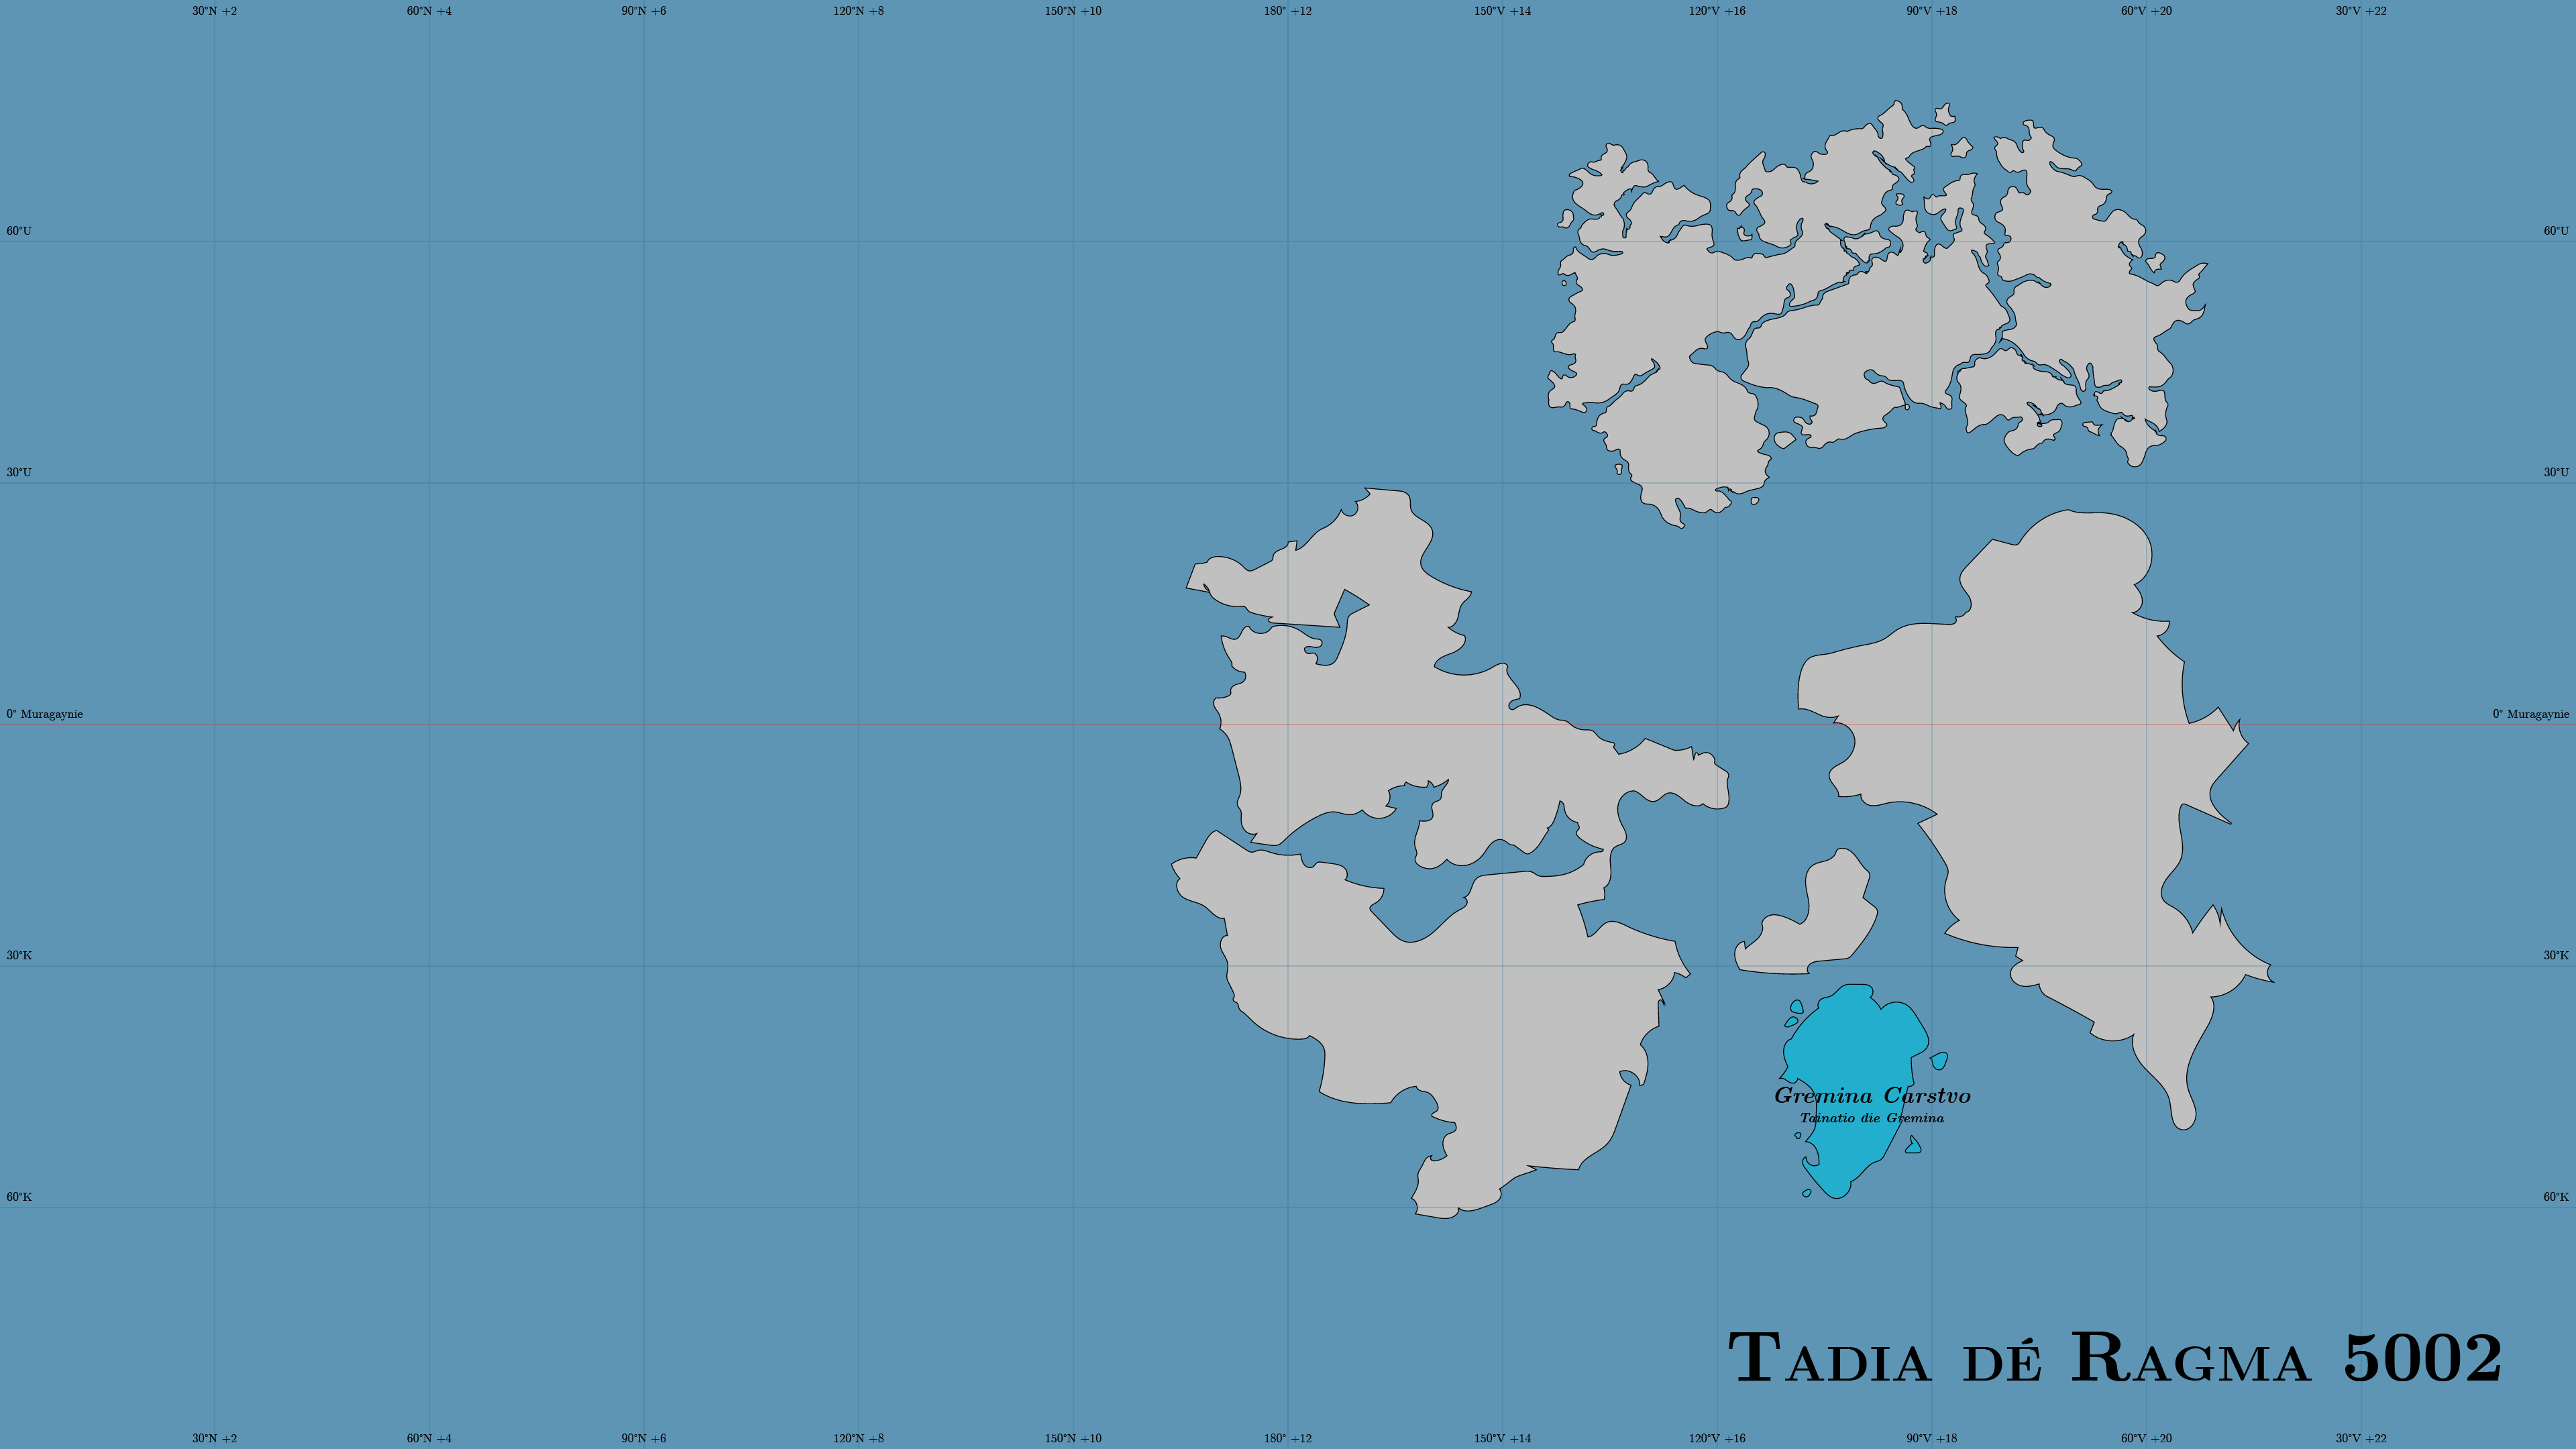 30°N +2 60°N +4 90°N +6 120°N +8 150°N +10 180° +12 150°V +14 120°V +16 90°V +18 60°V +20 30°V +22
60°U 60°U
30°U 30°U
0° Muragaynie 0° Muragaynie
30°K 30°K
Gremina Carstvo
Tainatio die Gremina
60°K 60°K
Tadia dé Ragma 5002
30°N +2 60°N +4 90°N +6 120°N +8 150°N +10 180° +12 150°V +14 120°V +16 90°V +18 60°V +20 30°V +22